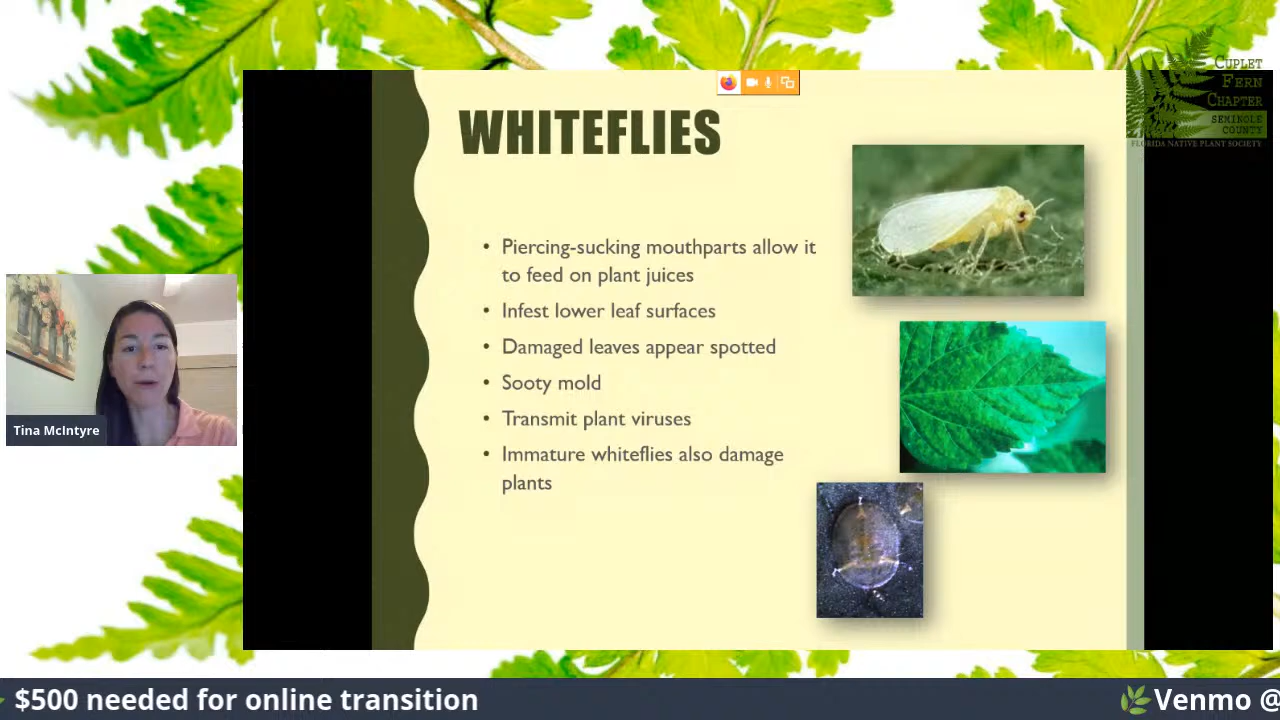 CUPLET
FERN
CHAPTER
SEMINOLE
COUNTY
FLORIDA NATIVE PLANT SOCIETY
WHITEFLIES
• Piercing-sucking mouthparts allow it
to feed on plant juices
• Infest lower leaf surfaces
• Damaged leaves appear spotted
• Sooty mold
• Transmit plant viruses
• Immature whiteflies also damage
plants
Tina McIntyre
$500 needed for online transition
Venmo @